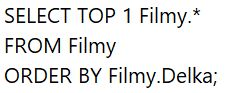 SELECT TOP 1 Filmy.*
FROM Filmy
ORDER BY Filmy.Delka;